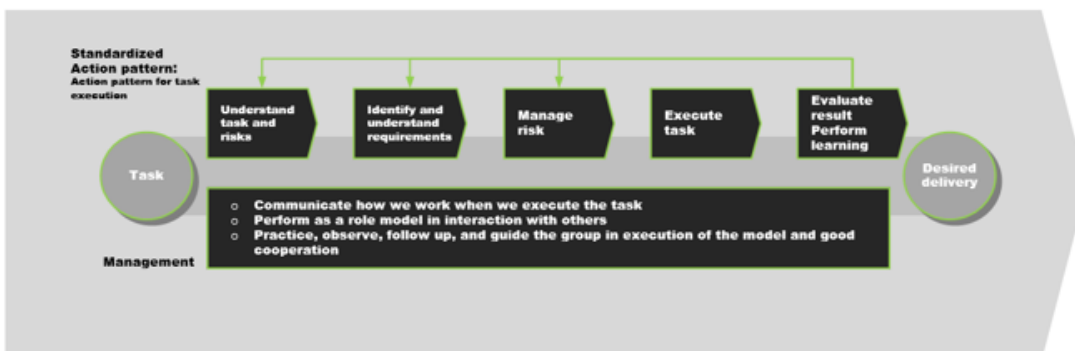 Standardized
Action pattern:
Action pattern for task
execution
Understand
task and
risks
Identify and
understand
requirements
Manage
risk
Execute
task
Evaluate
result
Perform
learning
Task
Desired
delivery
o Communicate how we work when we execute the task
o Perform as a role model in interaction with others
o Practice, observe, follow up, and guide the group in execution of the model and good
cooperation
Management